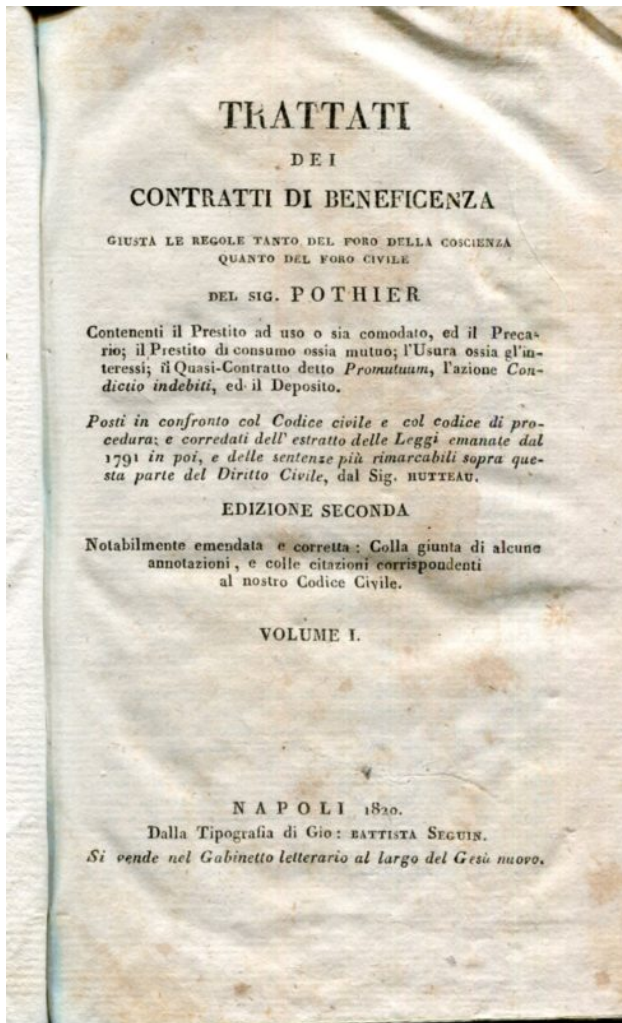 TRATTATI
DEI
CONTRATTI DI BENEFICENZA
GIUSTA LE REGOLE TANTO DEL FORO DELLA COSCIENZA
QUANTO DEL FORO CIVILE
DEL SIG. POTHIER
Contenenti il Prestito ad uso o sia comodato, ed il Preca-
rio; il Prestito di consumo ossia mutuo; l'Usura ossia gl'in-
teressi; il Quasi-Contratto detto Promutuum, l'azione Con-
dictio indebiti, ed il Deposito.
Posti in confronto col Codice civile e col codice di pro-
cedura; e corredati dell' estratto delle Leggi emanate dal
1791 in poi, e delle sentenze più rimarcabili sopra que-
sta parte del Diritto Civile, dal Sig. HUTTEAU.
EDIZIONE SECONDA
Notabilmente emendata e corretta : Colla giunta di alcune
annotazioni, e colle citazioni corrispondenti
al nostro Codice Civile.
VOLUME I.
NAPOLI 1820.
Dalla Tipografia di Gio: BATTISTA SEGUIN.
Si vende nel Gabinetto letterario al largo del Gesù nuovo.